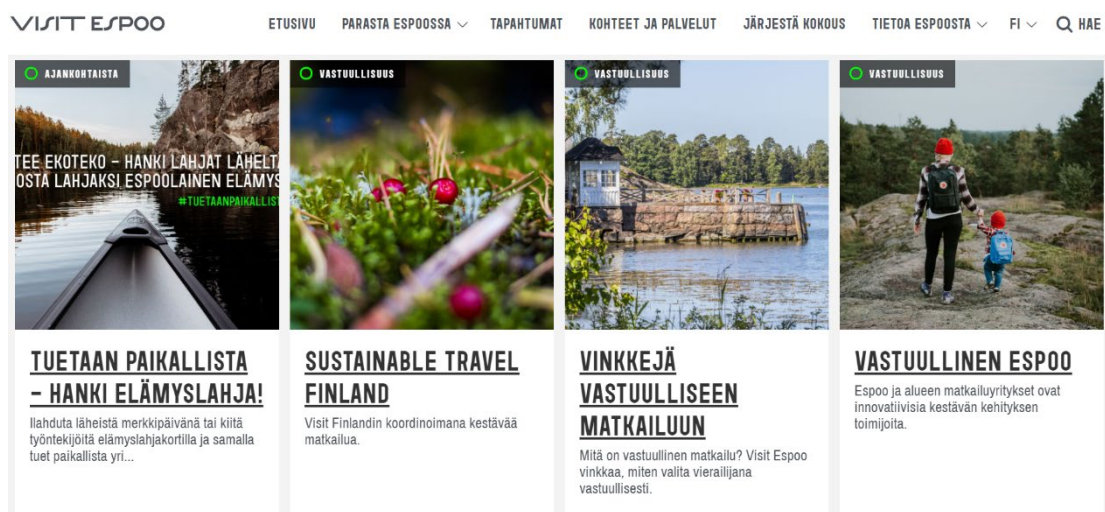 VISIT ESPOO
ETUSIVU PARASTA ESPOOSSA TAPAHTUMAT KOHTEET JA PALVELUT JÄRJESTÄ KOKOUS TIETOA ESPOOSTA FI HAE
AJANKOHTAISTA
TEE EKOTEKO – HANKI LAHJAT LÄHELTÄ
OSTA LAHJAKSI ESPOOLAINEN ELÄMYS
#TUETAANPAIKALLIST
TUETAAN PAIKALLISTA
– HANKI ELÄMYSLAHJA!
Ilahduta läheistä merkkipäivänä tai kiitä
työntekijöitä elämyslahjakortilla ja samalla
tuet paikallista yri...
VASTUULLISUUS
SUSTAINABLE TRAVEL
FINLAND
Visit Finlandin koordinoimana kestävää
matkailua.
VASTUULLISUUS
VINKKEJÄ
VASTUULLISEEN
MATKAILUUN
Mitä on vastuullinen matkailu? Visit Espoo
vinkkaa, miten valita vierailijana
vastuullisesti.
VASTUULLISUUS
VASTUULLINEN ESPOO
Espoo ja alueen matkailuyritykset ovat
innovatiivisia kestävän kehityksen
toimijoita.